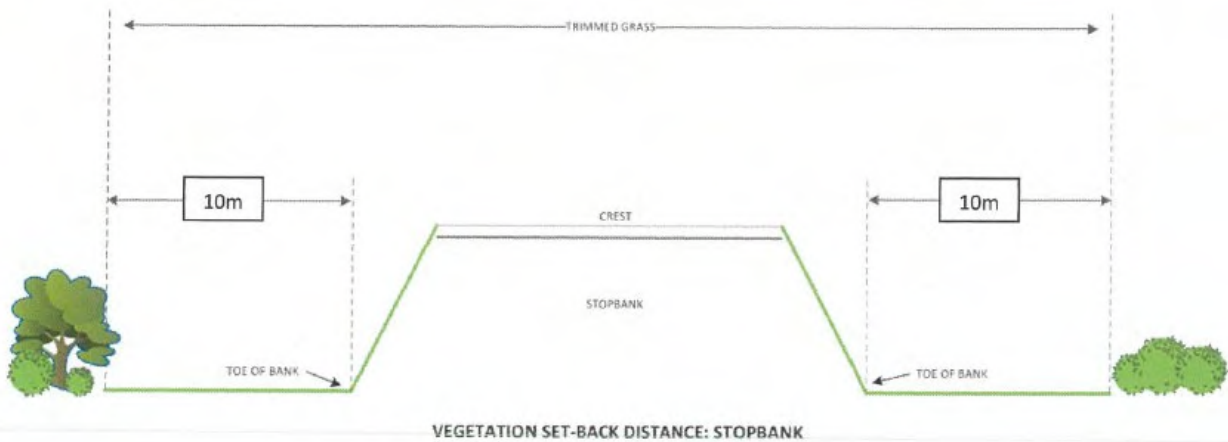 TRIMMED GRASS
10m
10m
CREST
STOPBANK
TOE OF BANK
TOE OF BANK
VEGETATION SET-BACK DISTANCE: STOPBANK